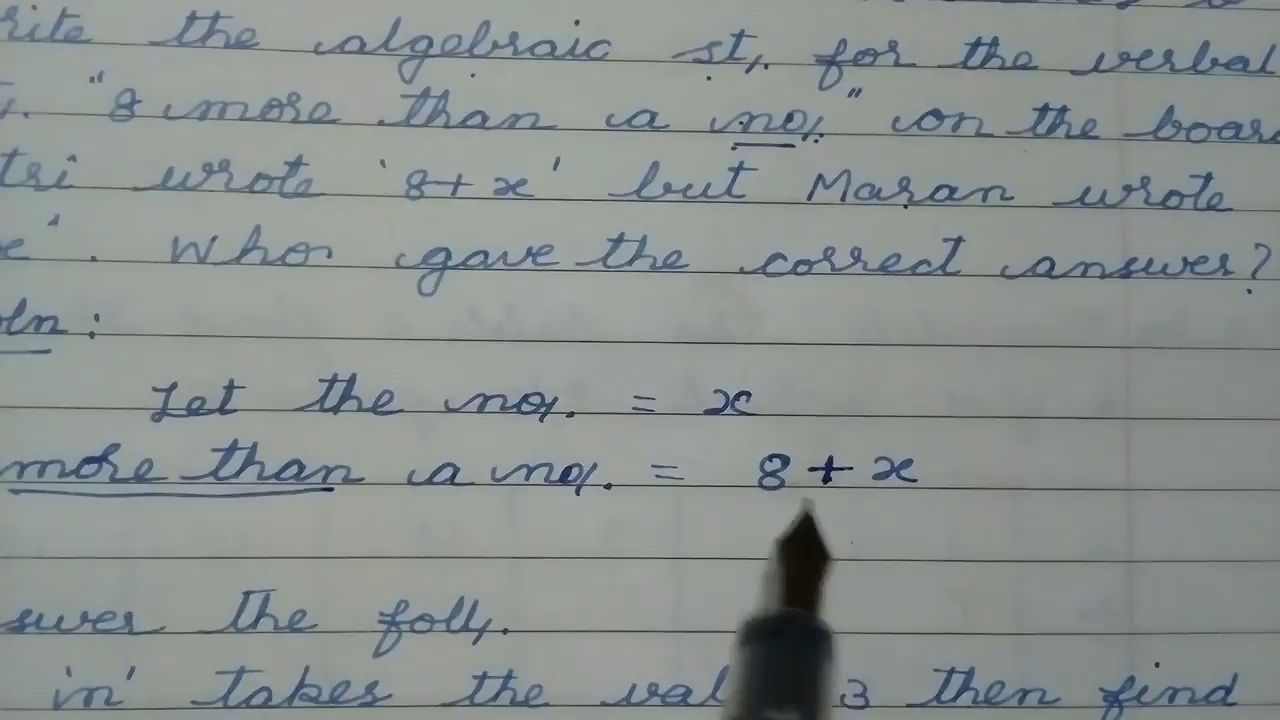 rite the algebraic st,. for the verbal
"8 more than a no." on the boar
tri wrote '8+x' but Maran wrote
e'. Who gave the correct answer?
oln :
Let the no. = x
more than a no. = 8 + x
swer the foll,.
'n' takes the val 3 then find